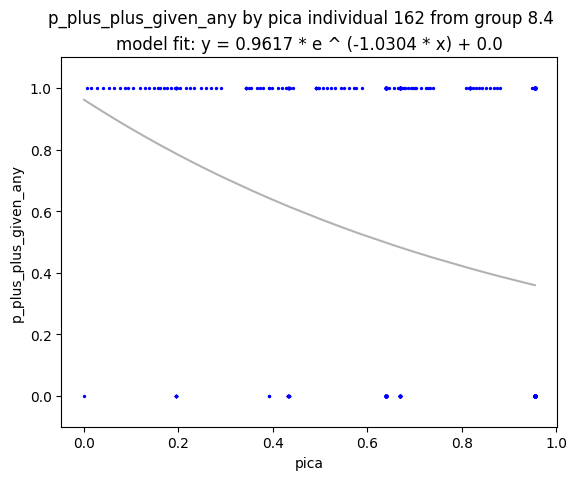 p_plus_plus_given_any by pica individual 162 from group 8.4
model fit: y = 0.9617 * e ^ (-1.0304 * x) + 0.0
1.0
0.8
0.6
0.4
0.2
0.0
p_plus_plus_given_any
0.0 0.2 0.4 0.6 0.8 1.0
pica